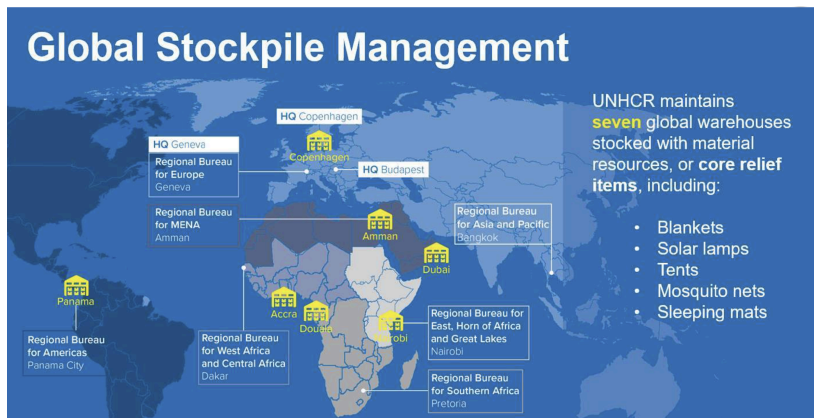 Global Stockpile Management
HQ Copenhagen
Copenhagen
HQ Geneva
Regional Bureau
for Europe
Geneva
HQ Budapest
Regional Bureau
for MENA
Amman
Amman
Regional Bureau
for Asia and Pacific
Bangkok
Dubai
Panama
Accra
Douala
Nairobi
Regional Bureau
for Americas
Panama City
Regional Bureau
for West Africa
and Central Africa
Dakar
Regional Bureau for
East, Horn of Africa
and Great Lakes
Nairobi
Regional Bureau
for Southern Africa
Pretoria
UNHCR maintains
seven global warehouses
stocked with material
resources, or core relief
items, including:
• Blankets
• Solar lamps
• Tents
• Mosquito nets
• Sleeping mats